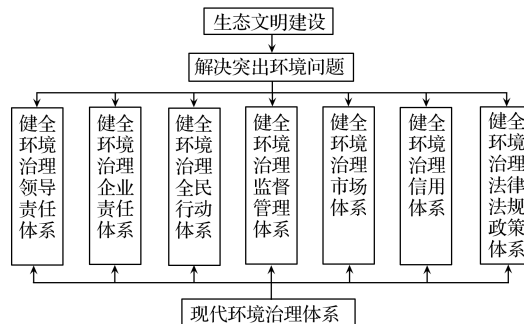 生态文明建设
解决突出环境问题
健全
环境
治理
领导
责任
体系
健全
环境
治理
企业
责任
体系
健全
环境
治理
全民
行动
体系
健全
环境
治理
监督
管理
体系
健全
环境
治理
市场
体系
健全
环境
治理
信用
体系
健全
环境
治理
法律
法规
政策
体系
现代环境治理体系